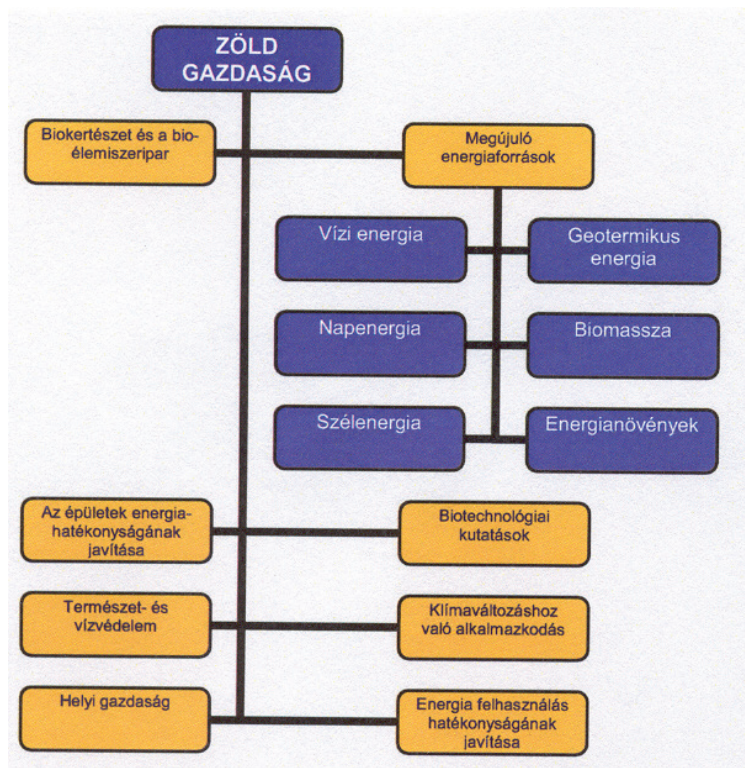 ZÖLD
GAZDASÁG
Biokertészet és a bio-
élemiszeripar
Megújuló
energiaforrások
Vízi energia
Geotermikus
energia
Napenergia
Biomassza
Szélenergia
Energianövények
Az épületek energia-
hatékonyságának
javítása
Biotechnológiai
kutatások
Természet- és
vízvédelem
Klímaváltozáshoz
való alkalmazkodás
Helyi gazdaság
Energia felhasználás
hatékonyságának
javítása